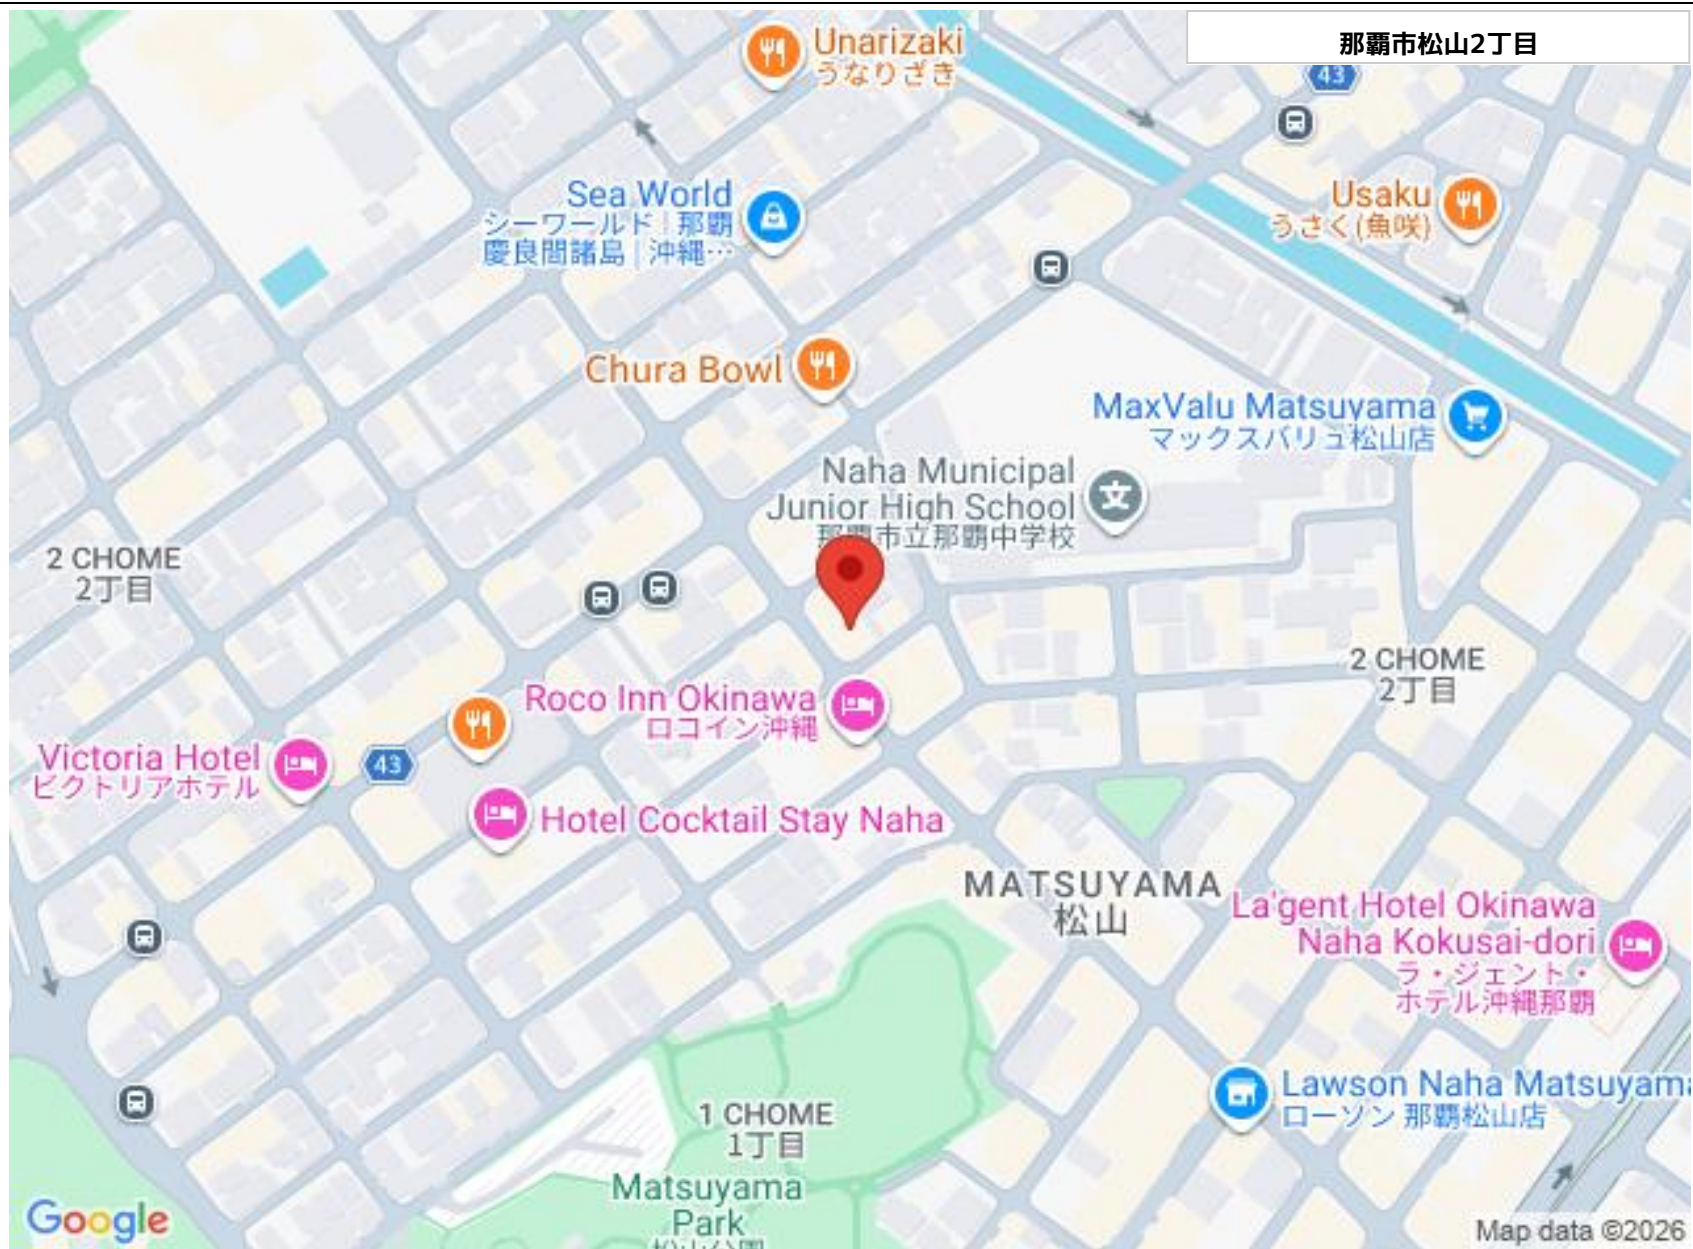 那覇市松山2丁目
Unarizaki
うなりざき
43
Sea World
シーワールド | 那覇
慶良間諸島 | 沖縄…
Usaku
うさく(魚咲)
Chura Bowl
MaxValu Matsuyama
マックスバリュ松山店
Naha Municipal
Junior High School
那覇市立那覇中学校
2 CHOME
2丁目
2 CHOME
2丁目
Roco Inn Okinawa
ロコイン沖縄
Victoria Hotel
ビクトリアホテル
43
Hotel Cocktail Stay Naha
MATSUYAMA
松山
La'gent Hotel Okinawa
Naha Kokusai-dori
ラ・ジェント・
ホテル沖縄那覇
Lawson Naha Matsuyama
ローソン 那覇松山店
1 CHOME
1丁目
Matsuyama
Park
松山公園
Google
Map data ©2026